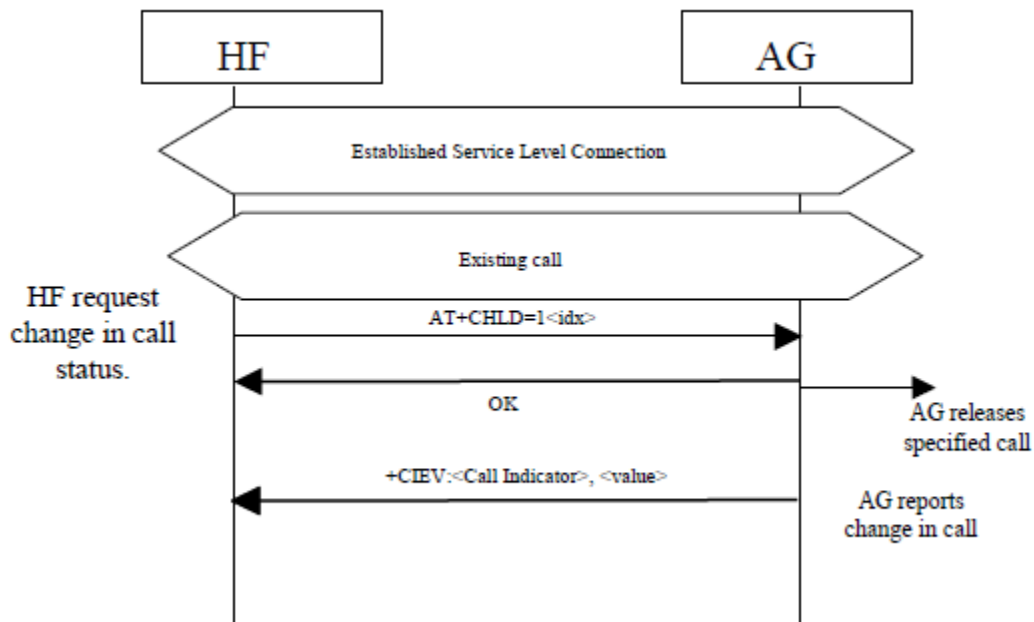 HF
AG
Established Service Level Connection
Existing call
HF request
change in call
status.
AT+CHLD=1<idx>
OK
AG releases
specified call
+CIEV:<Call Indicator>, <value>
AG reports
change in call